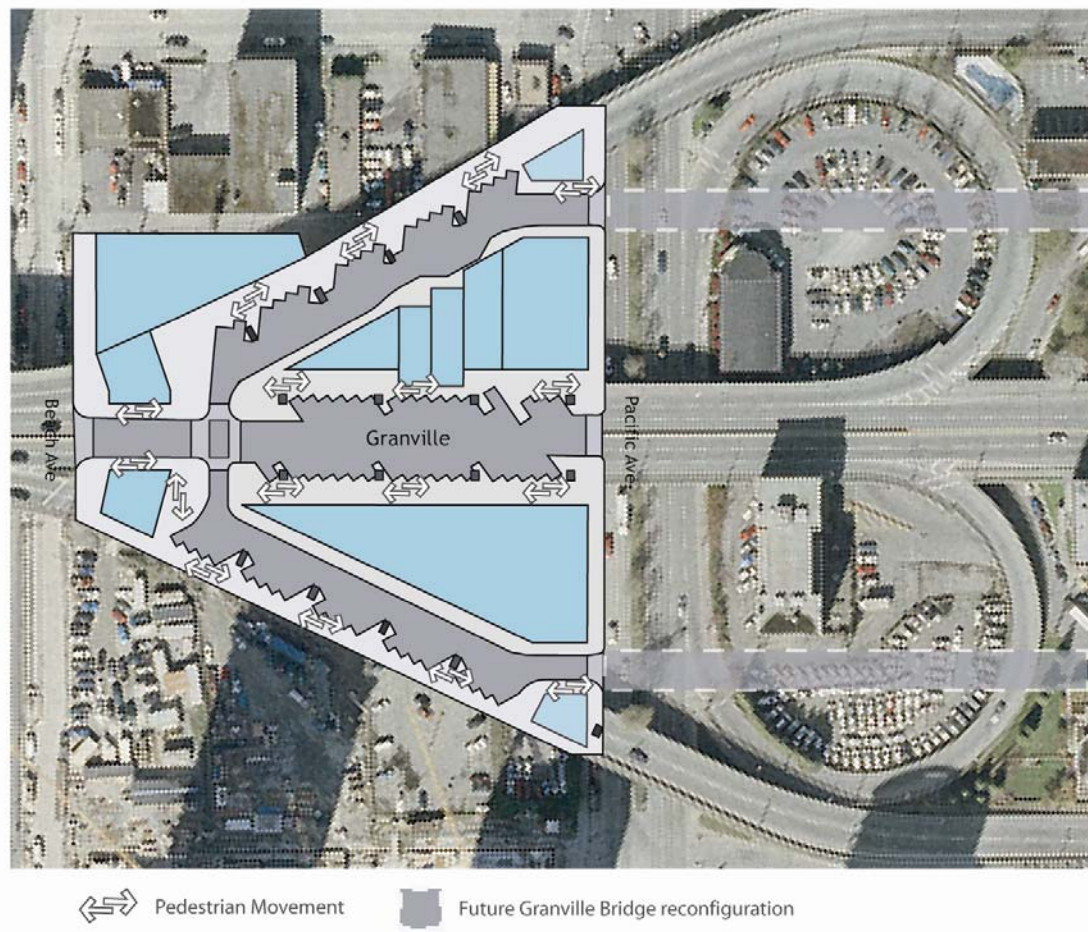 Beach Ave
Granville
Pacific Ave
Pedestrian Movement
Future Granville Bridge reconfiguration